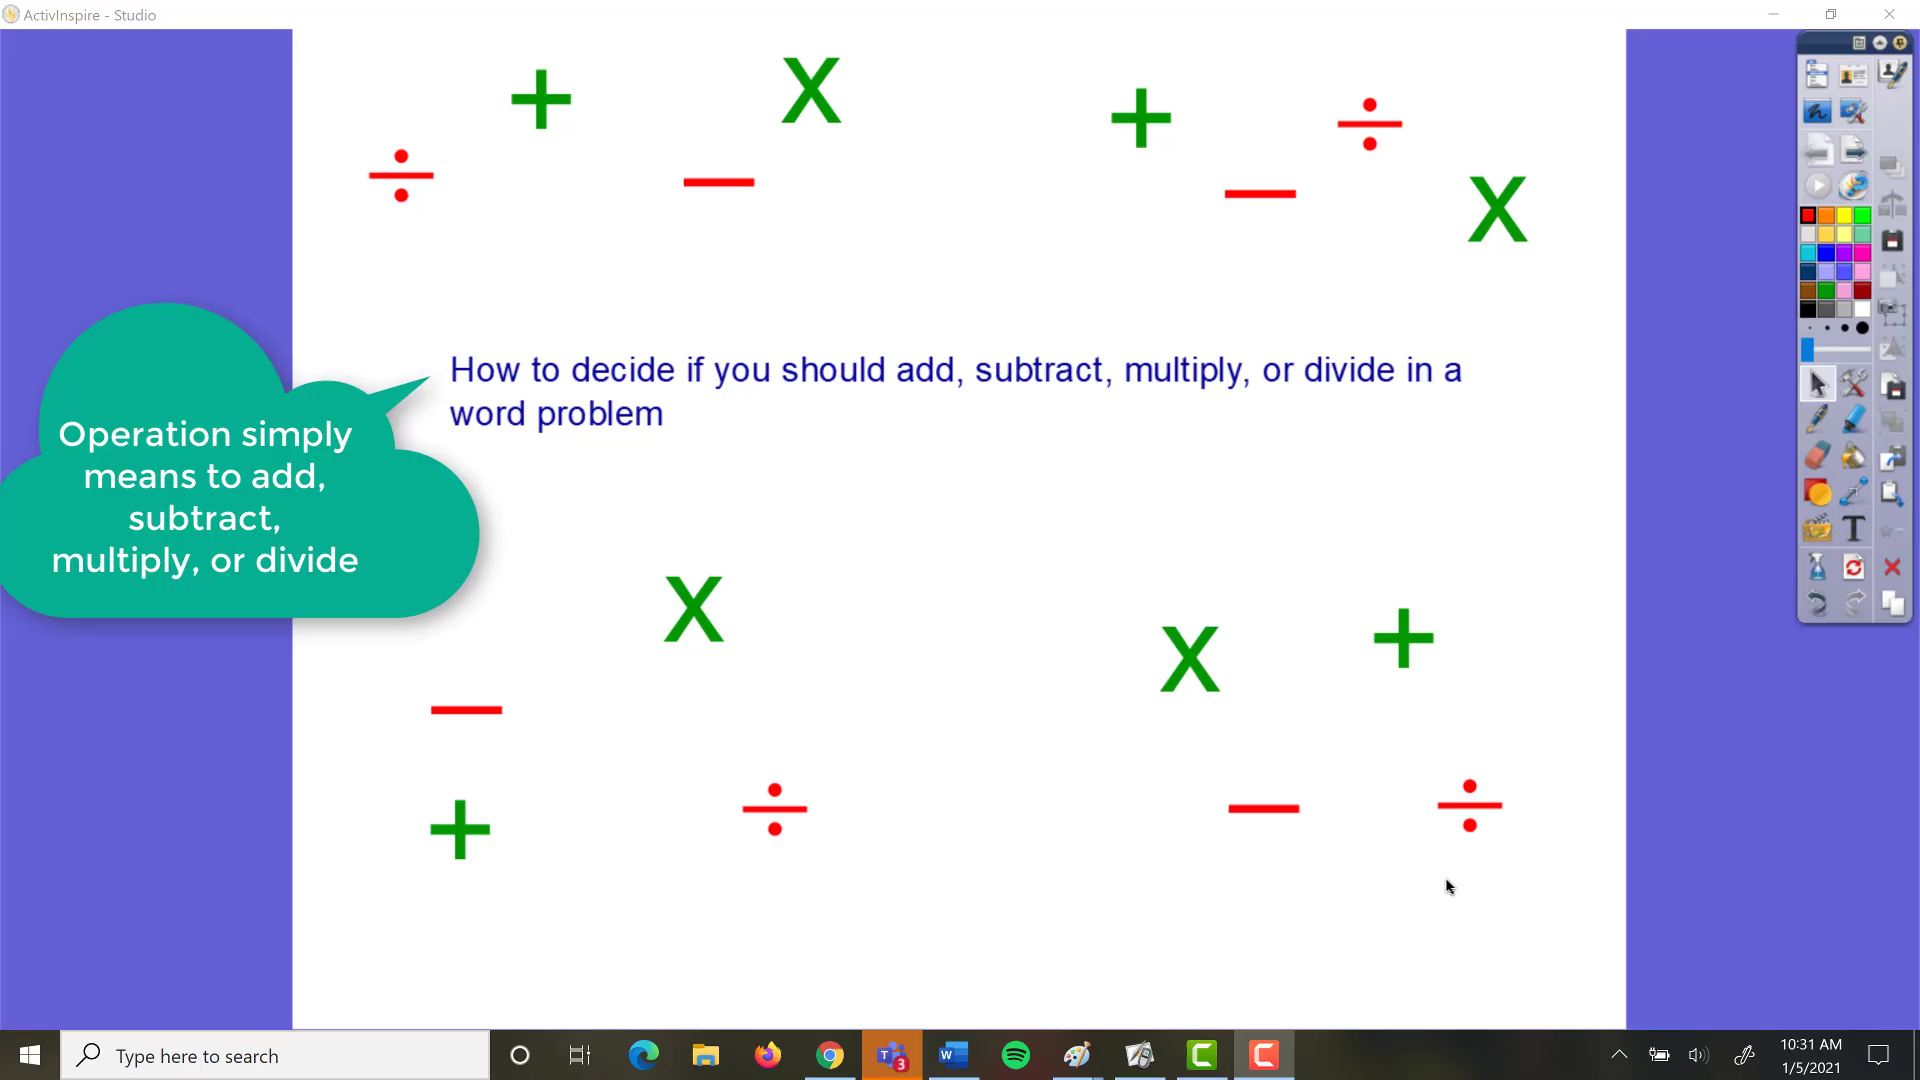 ActivInspire - Studio
+ X + ÷
÷ − − X
How to decide if you should add, subtract, multiply, or divide in a
word problem
Operation simply
means to add,
subtract,
multiply, or divide
X X +
−
+ ÷ − ÷
T
Type here to search
T 3
W
C
C
10:31 AM
1/5/2021